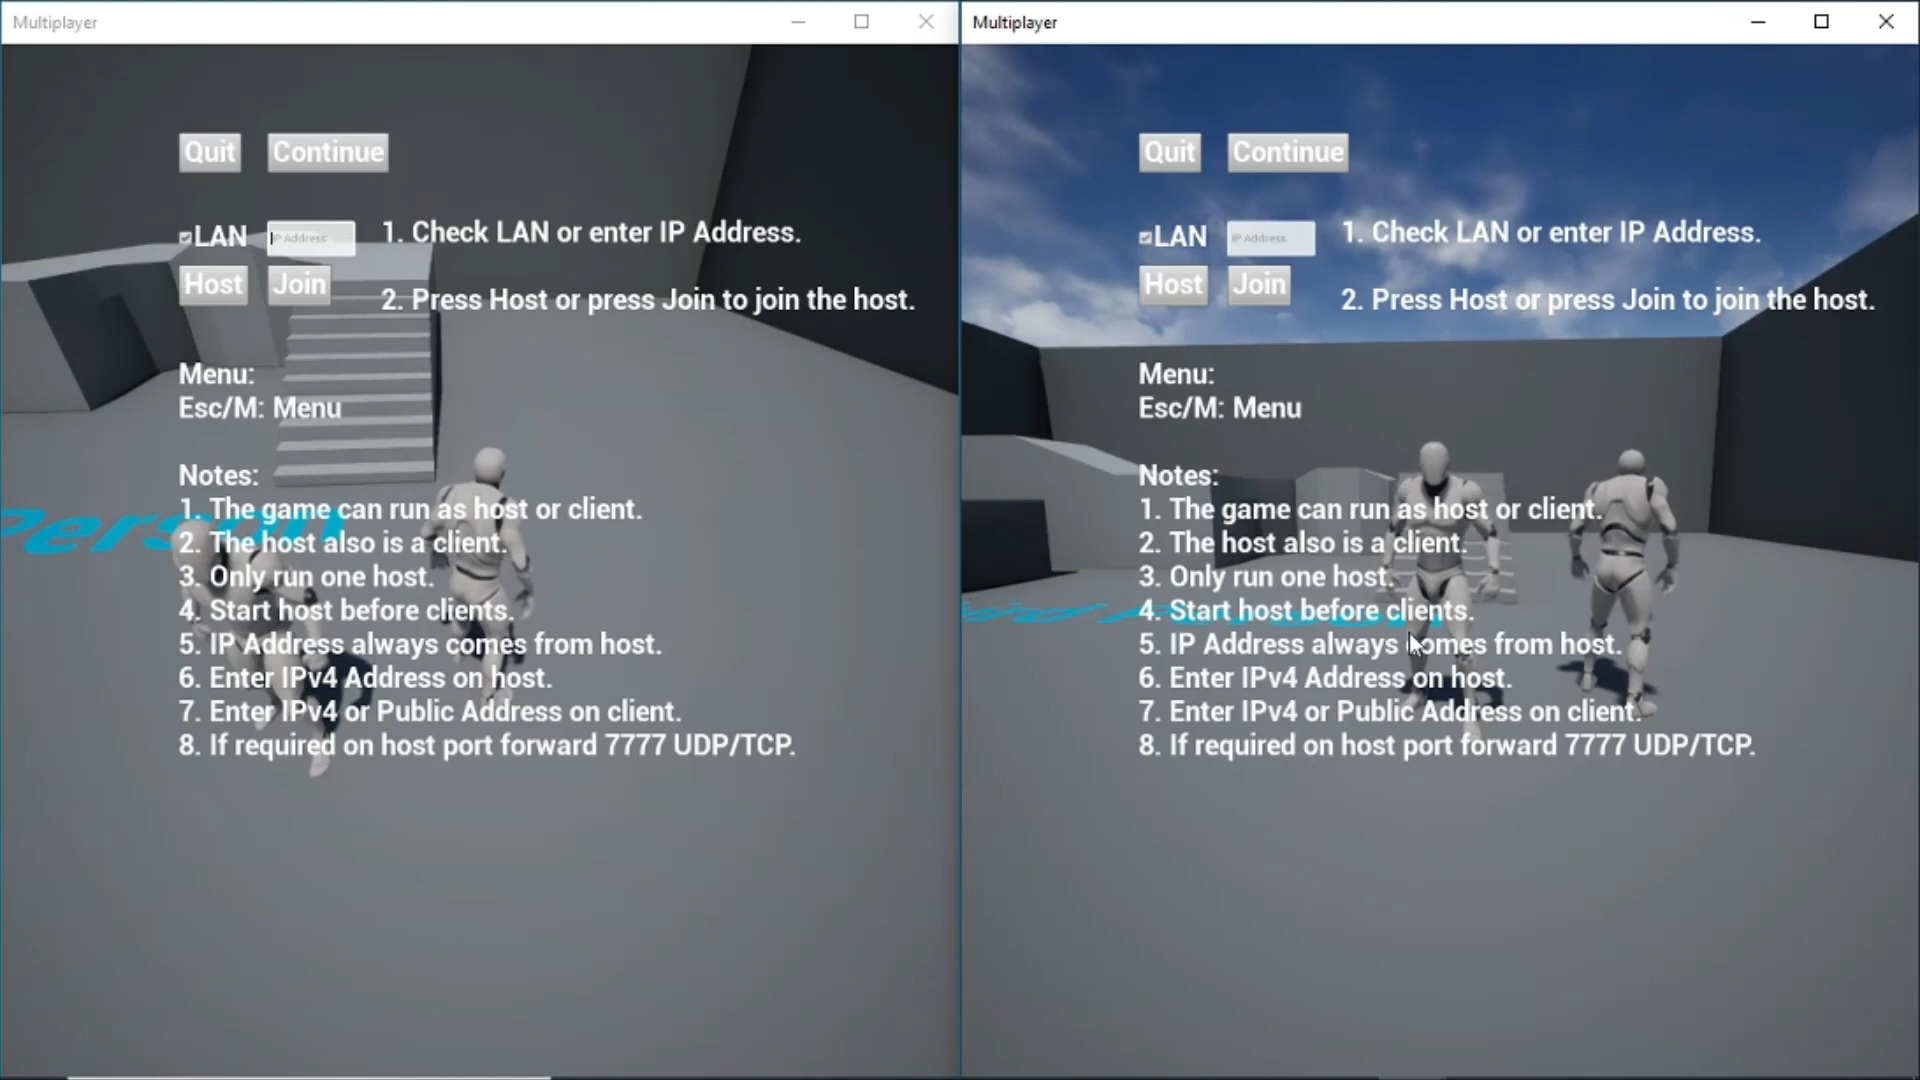 Multiplayer
Quit Continue
LAN IP Address 1. Check LAN or enter IP Address.
Host Join
2. Press Host or press Join to join the host.
Menu:
Esc/M: Menu
Notes:
1. The game can run as host or client.
2. The host also is a client.
3. Only run one host.
4. Start host before clients.
5. IP Address always comes from host.
6. Enter IPv4 Address on host.
7. Enter IPv4 or Public Address on client.
8. If required on host port forward 7777 UDP/TCP.
Person
Multiplayer
Quit Continue
LAN IP Address 1. Check LAN or enter IP Address.
Host Join
2. Press Host or press Join to join the host.
Menu:
Esc/M: Menu
Notes:
1. The game can run as host or client.
2. The host also is a client.
3. Only run one host.
4. Start host before clients.
5. IP Address always comes from host.
6. Enter IPv4 Address on host.
7. Enter IPv4 or Public Address on client.
8. If required on host port forward 7777 UDP/TCP.